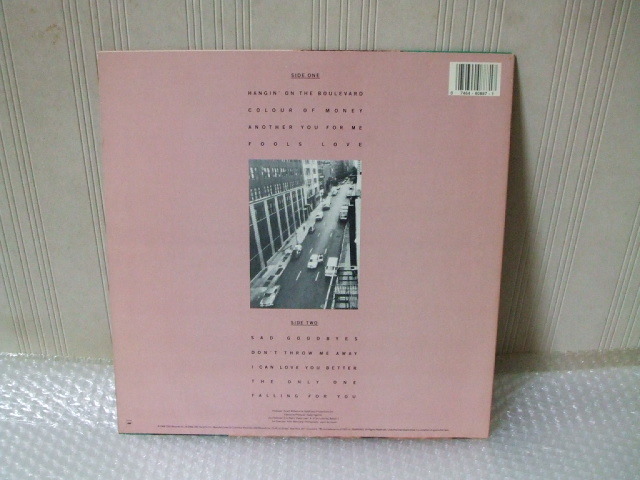 SIDE ONE
HANGIN' ON THE BOULEVARD
COLOUR OF MONEY
ANOTHER YOU FOR ME
FOOLS LOVE
SIDE TWO
SAD GOODBYES
DON'T THROW ME AWAY
I CAN LOVE YOU BETTER
THE ONLY ONE
FALLING FOR YOU